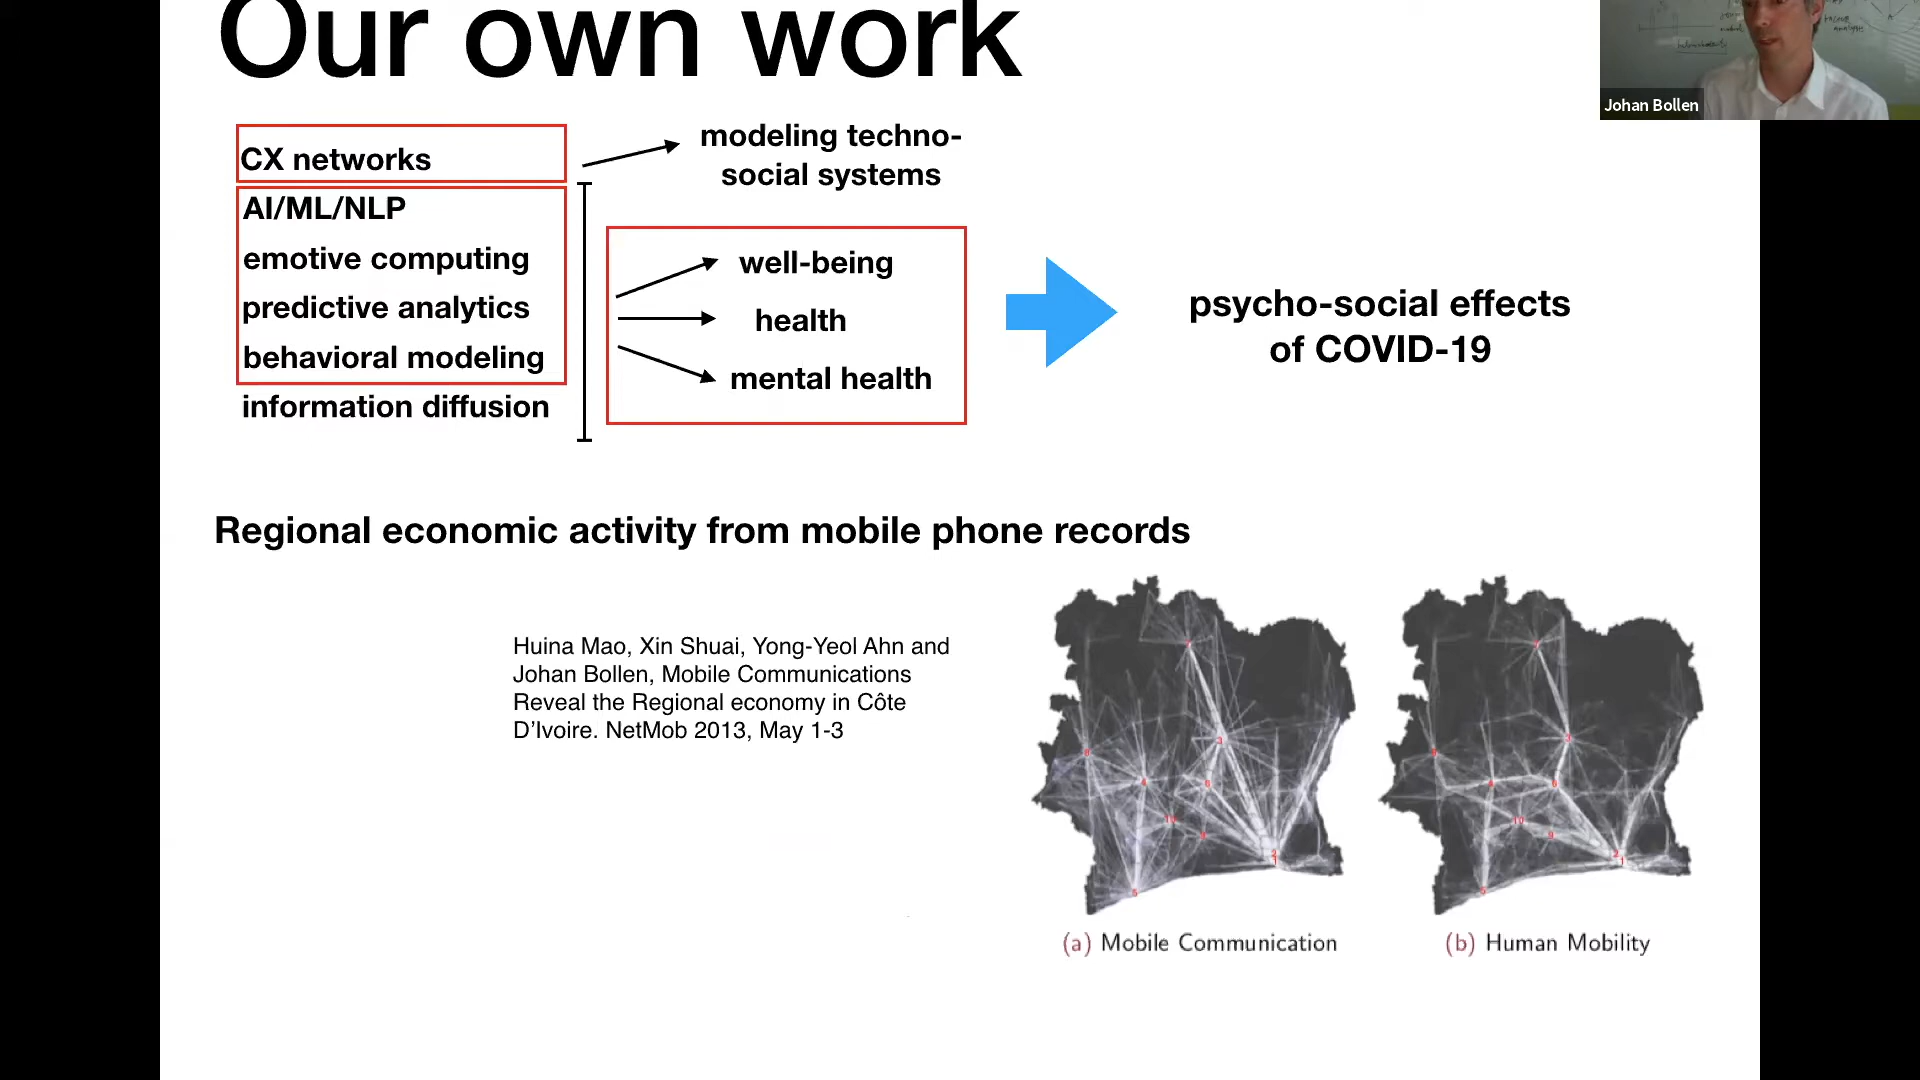 Our own work
Johan Bollen
CX networks
AI/ML/NLP
emotive computing
predictive analytics
behavioral modeling
information diffusion
modeling techno-
social systems
well-being
health
mental health
psycho-social effects
of COVID-19
Regional economic activity from mobile phone records
Huina Mao, Xin Shuai, Yong-Yeol Ahn and
Johan Bollen, Mobile Communications
Reveal the Regional economy in Côte
D’Ivoire. NetMob 2013, May 1-3
(a) Mobile Communication
(b) Human Mobility